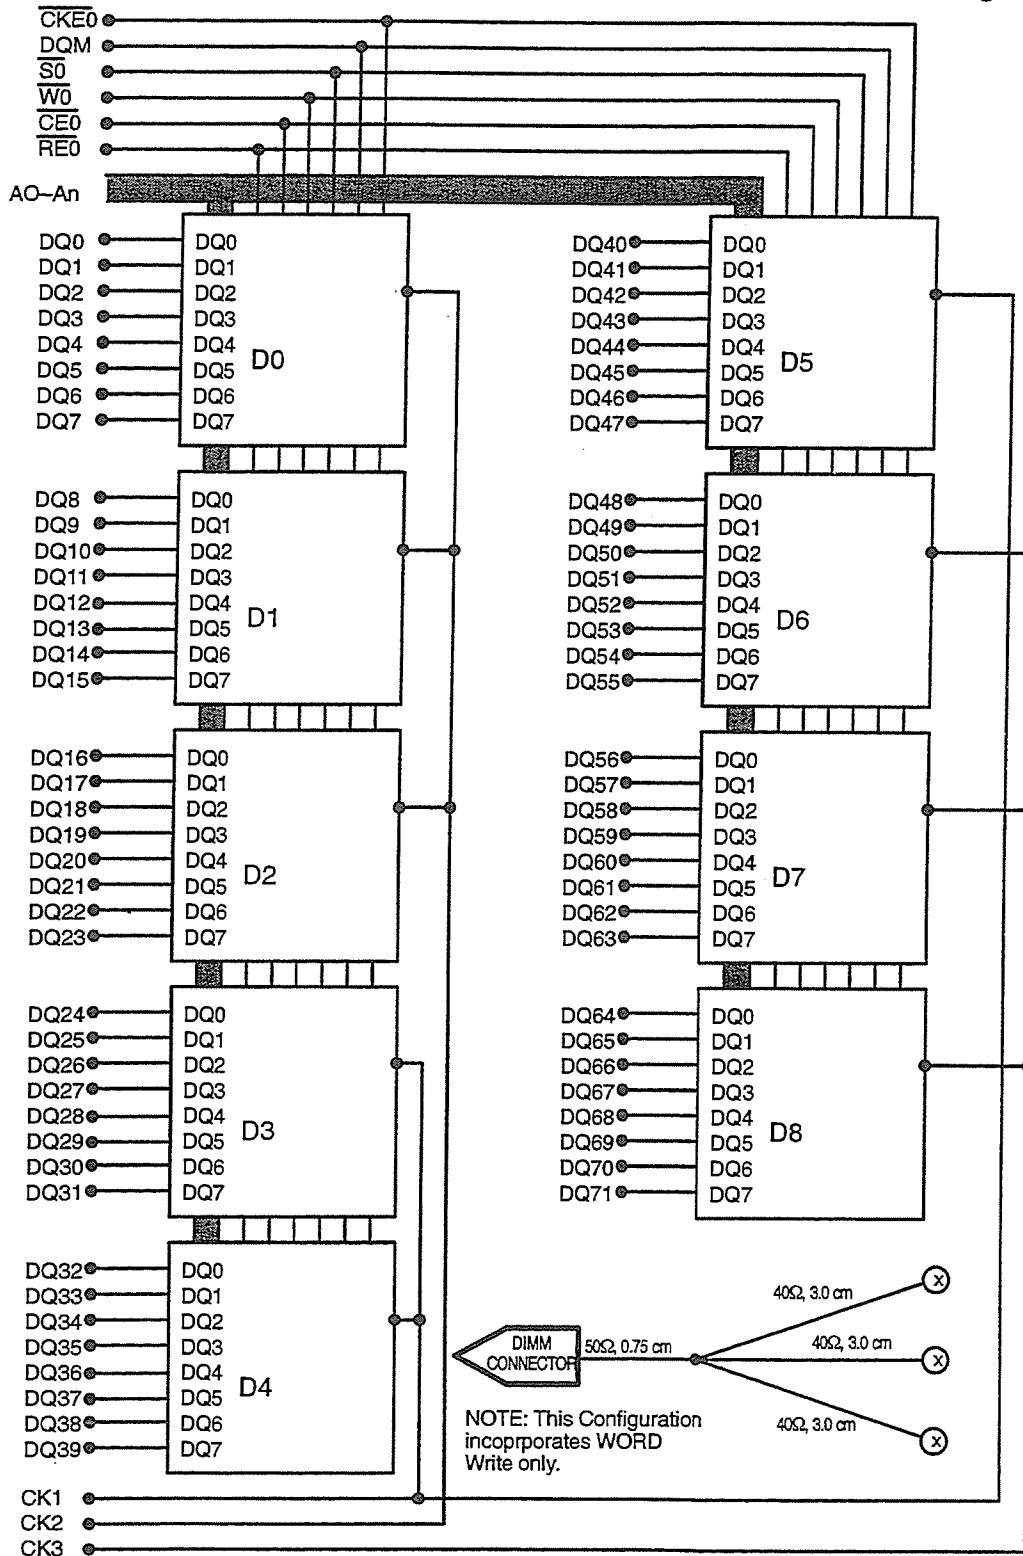 CKE0
DQM
S0
W0
CE0
RE0
AO–An
DQ0
DQ1
DQ2
DQ3
DQ4
DQ5
DQ6
DQ7
DQ0
DQ1
DQ2
DQ3
DQ4
DQ5
DQ6
DQ7
D0
DQ40
DQ41
DQ42
DQ43
DQ44
DQ45
DQ46
DQ47
DQ0
DQ1
DQ2
DQ3
DQ4
DQ5
DQ6
DQ7
D5
DQ8
DQ9
DQ10
DQ11
DQ12
DQ13
DQ14
DQ15
DQ0
DQ1
DQ2
DQ3
DQ4
DQ5
DQ6
DQ7
D1
DQ48
DQ49
DQ50
DQ51
DQ52
DQ53
DQ54
DQ55
DQ0
DQ1
DQ2
DQ3
DQ4
DQ5
DQ6
DQ7
D6
DQ16
DQ17
DQ18
DQ19
DQ20
DQ21
DQ22
DQ23
DQ0
DQ1
DQ2
DQ3
DQ4
DQ5
DQ6
DQ7
D2
DQ56
DQ57
DQ58
DQ59
DQ60
DQ61
DQ62
DQ63
DQ0
DQ1
DQ2
DQ3
DQ4
DQ5
DQ6
DQ7
D7
DQ24
DQ25
DQ26
DQ27
DQ28
DQ29
DQ30
DQ31
DQ0
DQ1
DQ2
DQ3
DQ4
DQ5
DQ6
DQ7
D3
DQ64
DQ65
DQ66
DQ67
DQ68
DQ69
DQ70
DQ71
DQ0
DQ1
DQ2
DQ3
DQ4
DQ5
DQ6
DQ7
D8
DQ32
DQ33
DQ34
DQ35
DQ36
DQ37
DQ38
DQ39
DQ0
DQ1
DQ2
DQ3
DQ4
DQ5
DQ6
DQ7
D4
DIMM
CONNECTOR
50Ω, 0.75 cm
40Ω, 3.0 cm
X
40Ω, 3.0 cm
X
40Ω, 3.0 cm
X
NOTE: This Configuration
incoprporates WORD
Write only.
CK1
CK2
CK3